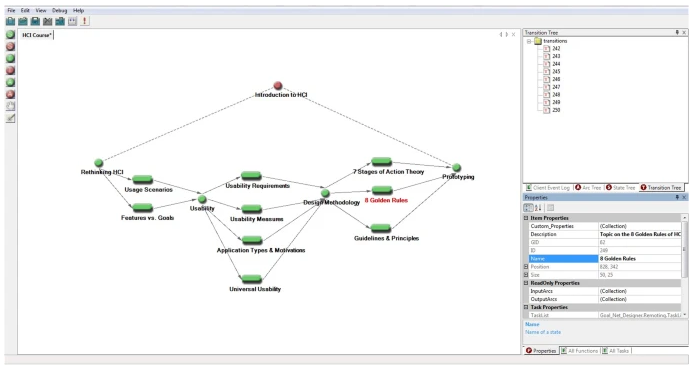 File Edit View Debug Help
HCI Course*
Introduction to HCI
Rethinking HCI
Usage Scenarios
Features vs. Goals
Usability
Usability Requirements
Usability Measures
Application Types & Motivations
Universal Usability
Design Methodology
7 Stages of Action Theory
8 Golden Rules
Guidelines & Principles
Prototyping
Transition Tree
transitions
242
243
244
245
246
247
248
249
250
Client Event Log Arc Tree State Tree Transition Tree
Properties
Item Properties
Custom_Properties (Collection)
Description Topic on the 8 Golden Rules of HC
GID 82
ID
Name 8 Golden Rules
Position 828, 342
Size 50, 25
ReadOnly Properties
InputArcs (Collection)
OutputArcs (Collection)
Task Properties
TaskList Goal_Net_Designer.Remoting.TaskLi
Name
Name of a state
Properties All Functions All Tasks